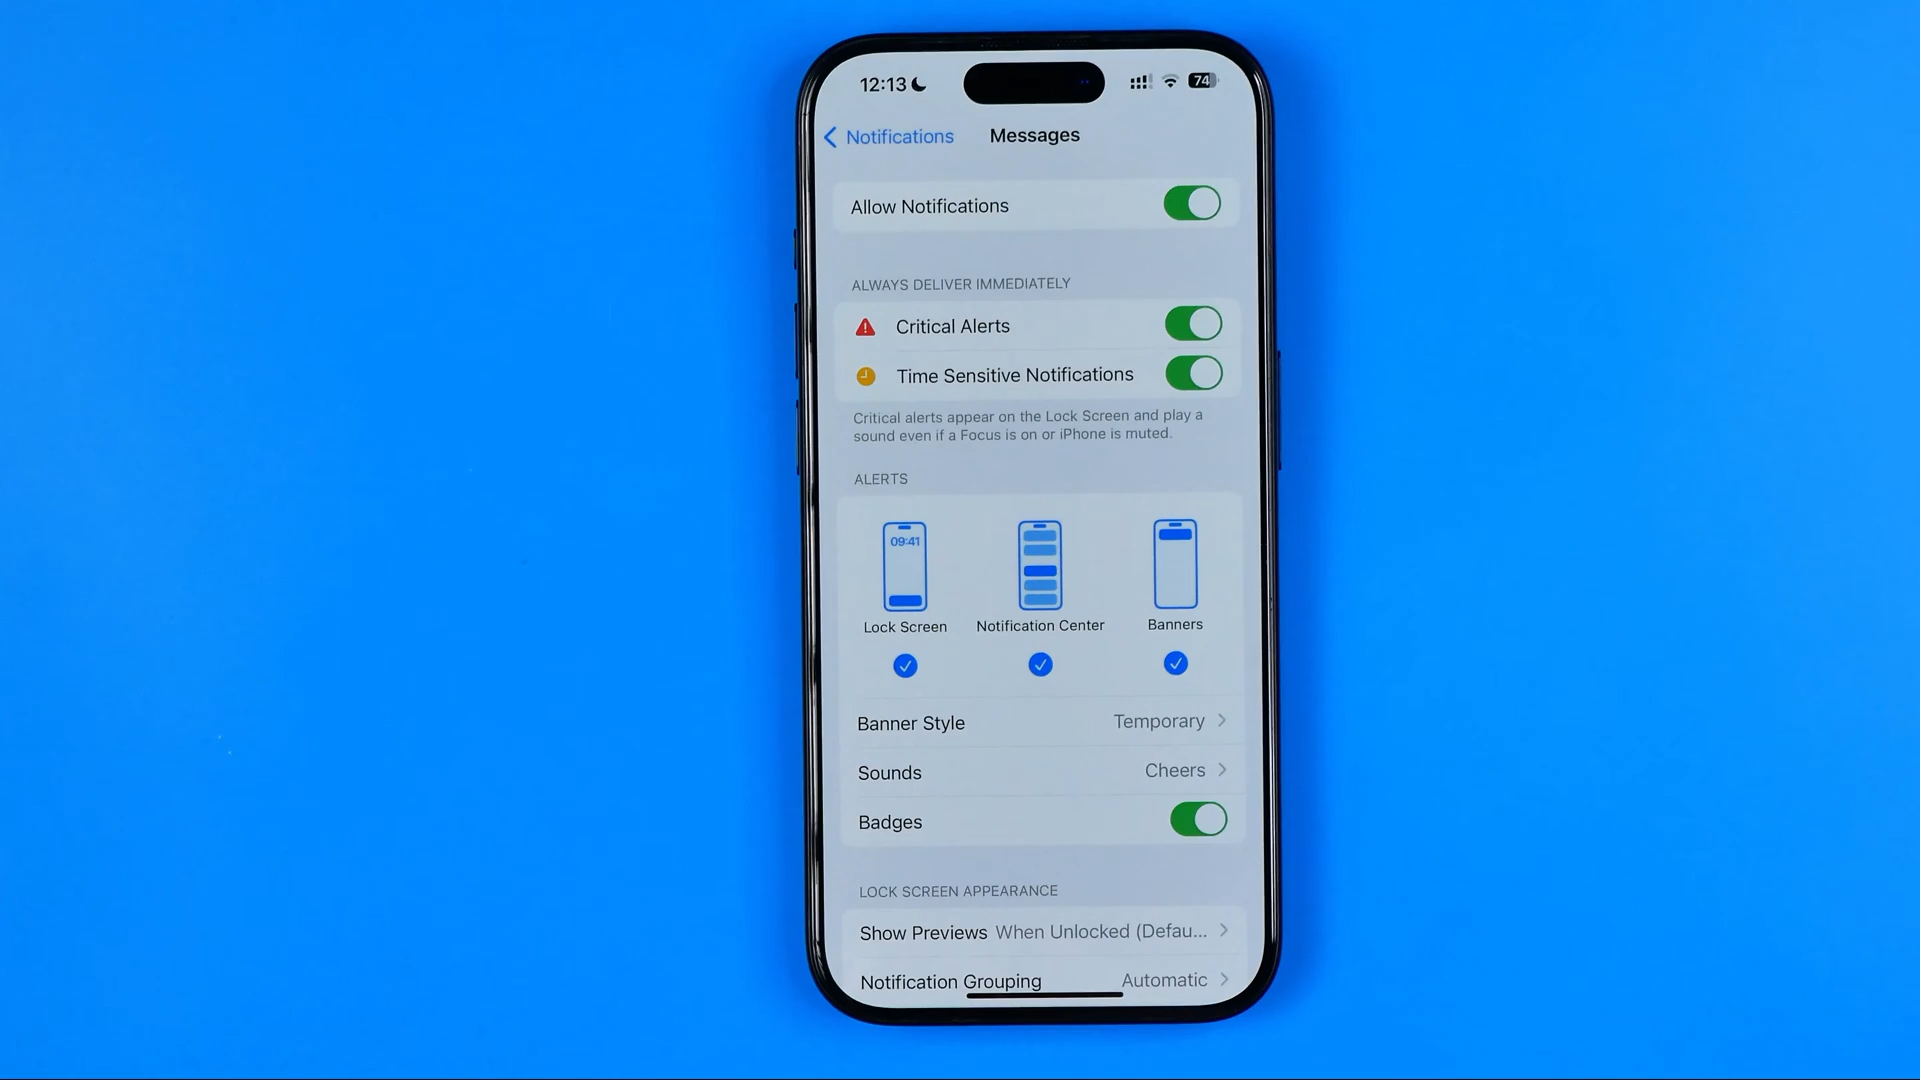 12:13
74
Notifications
Messages
Allow Notifications
ALWAYS DELIVER IMMEDIATELY
Critical Alerts
Time Sensitive Notifications
Critical alerts appear on the Lock Screen and play a
sound even if a Focus is on or iPhone is muted.
ALERTS
09:41
Lock Screen
Notification Center
Banners
Banner Style Temporary
Sounds Cheers
Badges
LOCK SCREEN APPEARANCE
Show Previews When Unlocked (Defau...
Notification Grouping Automatic